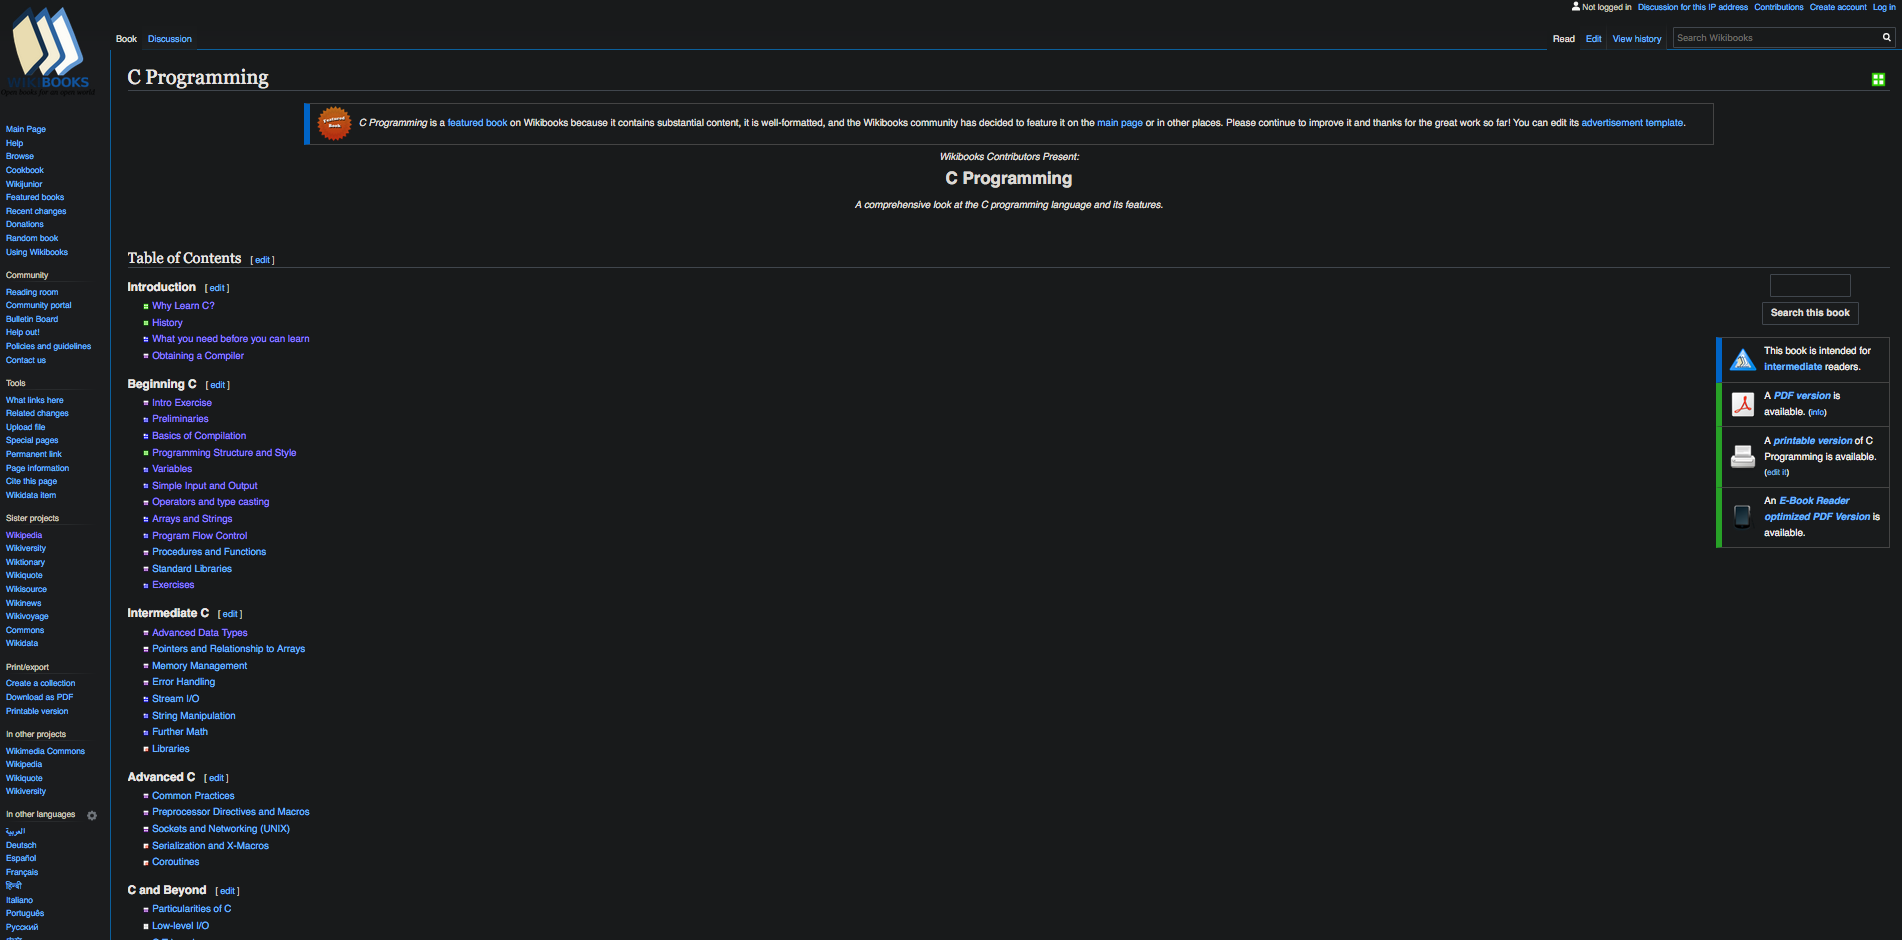 Not logged in Discussion for this IP address Contributions Create account Log in
Book Discussion
Read Edit View history Search Wikibooks
WIKIBOOKS
Open books for an open world
C Programming
Featured Book
C Programming is a featured book on Wikibooks because it contains substantial content, it is well-formatted, and the Wikibooks community has decided to feature it on the main page or in other places. Please continue to improve it and thanks for the great work so far! You can edit its advertisement template.
Wikibooks Contributors Present:
C Programming
A comprehensive look at the C programming language and its features.
Main Page
Help
Browse
Cookbook
Wikijunior
Featured books
Recent changes
Donations
Random book
Using Wikibooks
Community
Reading room
Community portal
Bulletin Board
Help out!
Policies and guidelines
Contact us
Tools
What links here
Related changes
Upload file
Special pages
Permanent link
Page information
Cite this page
Wikidata item
Sister projects
Wikipedia
Wikiversity
Wiktionary
Wikiquote
Wikisource
Wikinews
Wikivoyage
Commons
Wikidata
Print/export
Create a collection
Download as PDF
Printable version
In other projects
Wikimedia Commons
Wikipedia
Wikiquote
Wikiversity
In other languages
العربية
Deutsch
Español
Français
हिन्दी
Italiano
Português
Русский
Table of Contents [ edit ]
Introduction [ edit ]
Why Learn C?
History
What you need before you can learn
Obtaining a Compiler
Beginning C [ edit ]
Intro Exercise
Preliminaries
Basics of Compilation
Programming Structure and Style
Variables
Simple Input and Output
Operators and type casting
Arrays and Strings
Program Flow Control
Procedures and Functions
Standard Libraries
Exercises
Intermediate C [ edit ]
Advanced Data Types
Pointers and Relationship to Arrays
Memory Management
Error Handling
Stream I/O
String Manipulation
Further Math
Libraries
Advanced C [ edit ]
Common Practices
Preprocessor Directives and Macros
Sockets and Networking (UNIX)
Serialization and X-Macros
Coroutines
C and Beyond [ edit ]
Particularities of C
Low-level I/O
Search this book
This book is intended for
intermediate readers.
A PDF version is
available. (info)
A printable version of C
Programming is available.
(edit it)
An E-Book Reader
optimized PDF Version is
available.